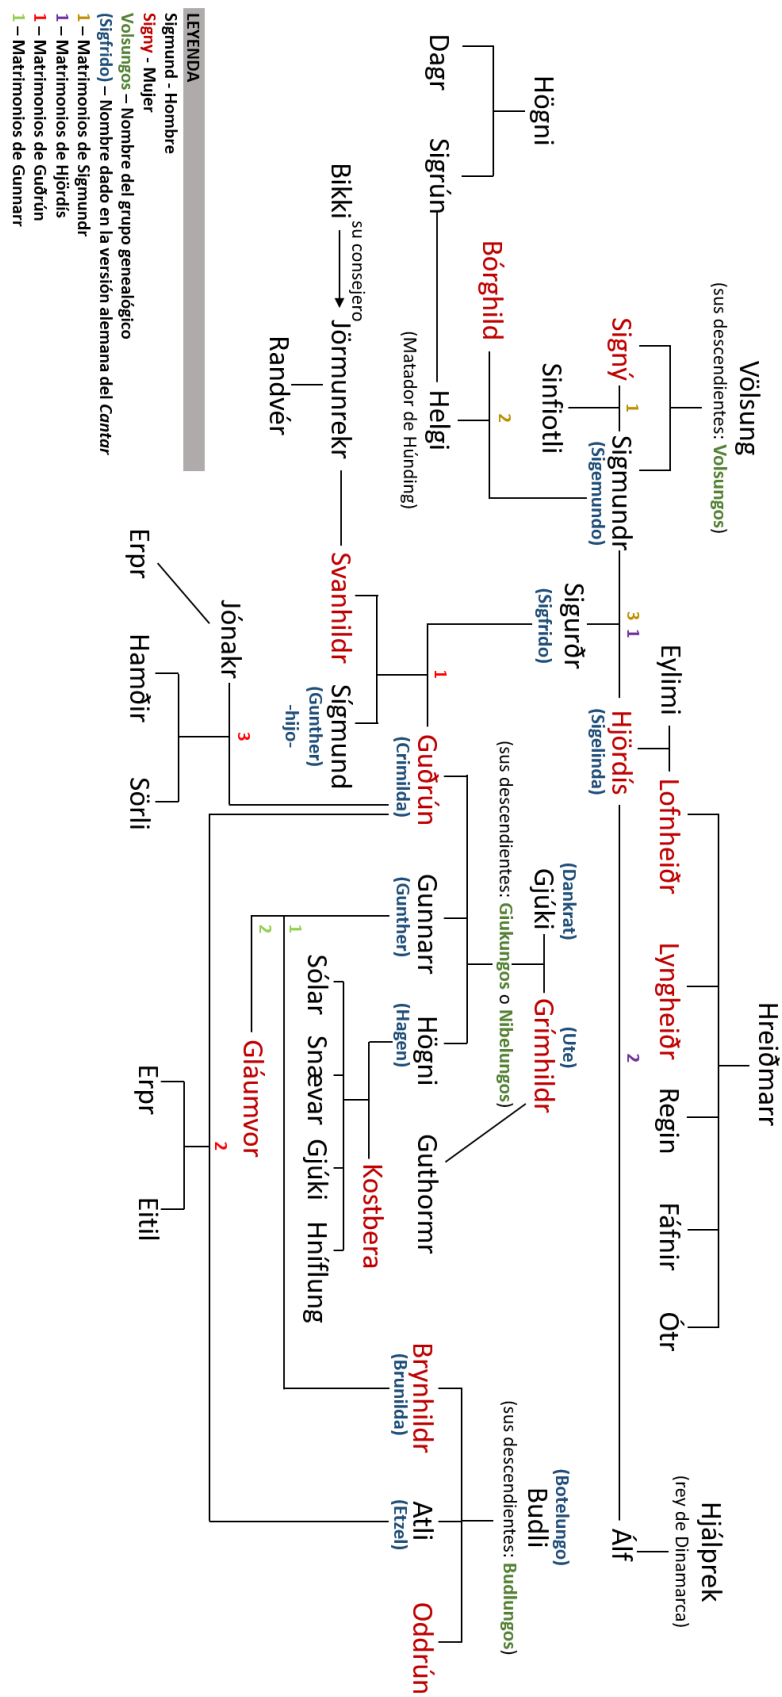 Völsung
(sus descendientes: Volsungos)
Hreiðmarr
Hjálprek
(rey de Dinamarca)
Eylimi
Lofnheiðr
Lyngheiðr
Regin
Fáfnir
Ótr
Signý
1
Sigmundr
(Sigemundo)
3 1
Hjördís
(Sigelinda)
2
Álf
Högni
Sinfiotli
Sigurðr
(Sigfrido)
(Dankrat)
Gjúki
(Ute)
Grímhildr
(sus descendientes: Giukungos o Nibelungos)
(Botelungo)
Budli
(sus descendientes: Budlungos)
Dagr
Sigrún
Bórghild
2
Helgi
(Matador de Húnding)
1
Guðrún
(Crimilda)
Gunnarr
(Gunther)
Högni
(Hagen)
Guthormr
Brynhildr
(Brunilda)
Atli
(Etzel)
Oddrún
Bikki
su consejero
Jörmunrekr
Svanhildr
Sígmund
(Gunther)
-hijo-
Kostbera
Sólar
Snævar
Gjúki
Hníflung
Randvér
1
2
Gláumvor
Jónakr
3
2
Erpr
Hamðir
Sörli
Erpr
Eitil
LEYENDA
Sigmund - Hombre
Signy - Mujer
Volsungos – Nombre del grupo genealógico
(Sigfrido) – Nombre dado en la versión alemana del Cantar
1 – Matrimonios de Sigmundr
1 – Matrimonios de Hjördís
1 – Matrimonios de Guðrún
1 – Matrimonios de Gunnarr